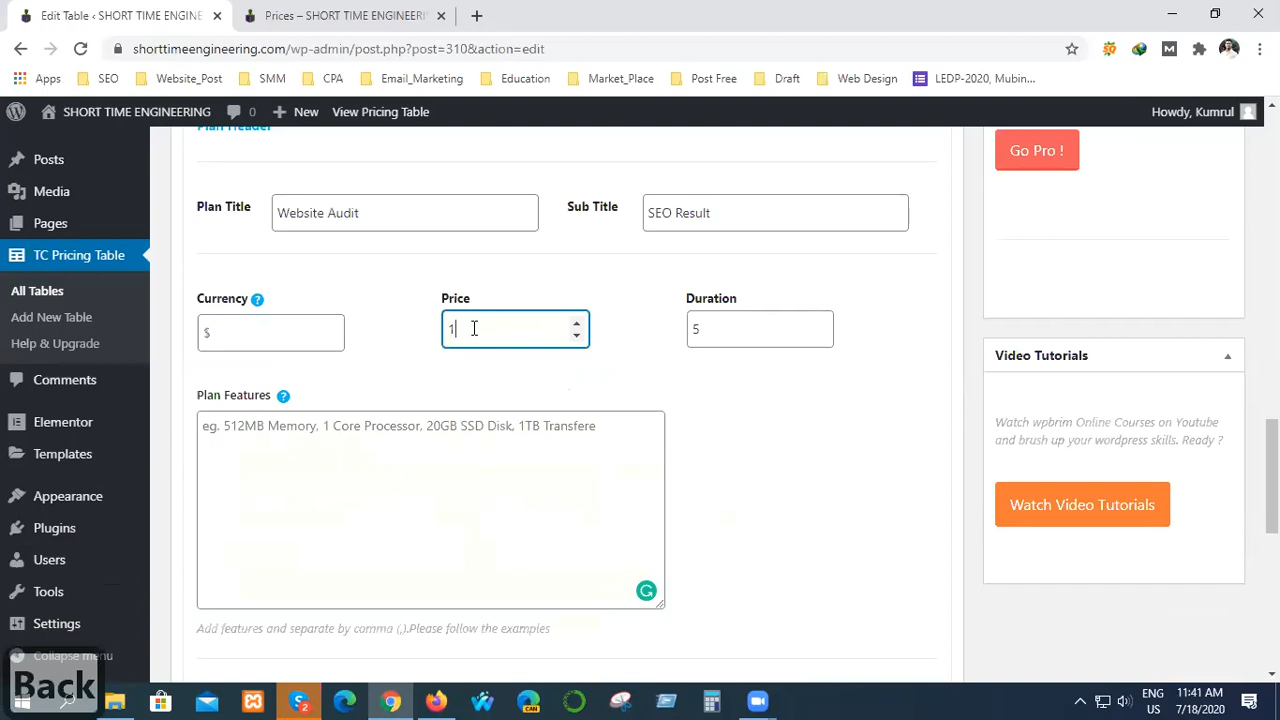 Edit Table < SHORT TIME ENGINE
Prices – SHORT TIME ENGINEERI
shorttimeengineering.com/wp-admin/post.php?post=310&action=edit
Apps
SEO
Website_Post
SMM
CPA
Email_Marketing
Education
Market_Place
Post Free
Draft
Web Design
LEDP-2020, Mubin...
SHORT TIME ENGINEERING
0
New
View Pricing Table
Howdy, Kumrul
Posts
Media
Pages
TC Pricing Table
All Tables
Add New Table
Help & Upgrade
Comments
Elementor
Templates
Appearance
Plugins
Users
Tools
Settings
Collapse menu
Plan Header
Plan Title
Website Audit
Sub Title
SEO Result
Currency ?
Price
Duration
$
1
5
Plan Features ?
eg. 512MB Memory, 1 Core Processor, 20GB SSD Disk, 1TB Transfere
Add features and separate by comma (,).Please follow the examples
Go Pro !
Video Tutorials
Watch wpbrim Online Courses on Youtube
and brush up your wordpress skills. Ready ?
Watch Video Tutorials
Back
2
CAN
ENG
US
11:41 AM
7/18/2020